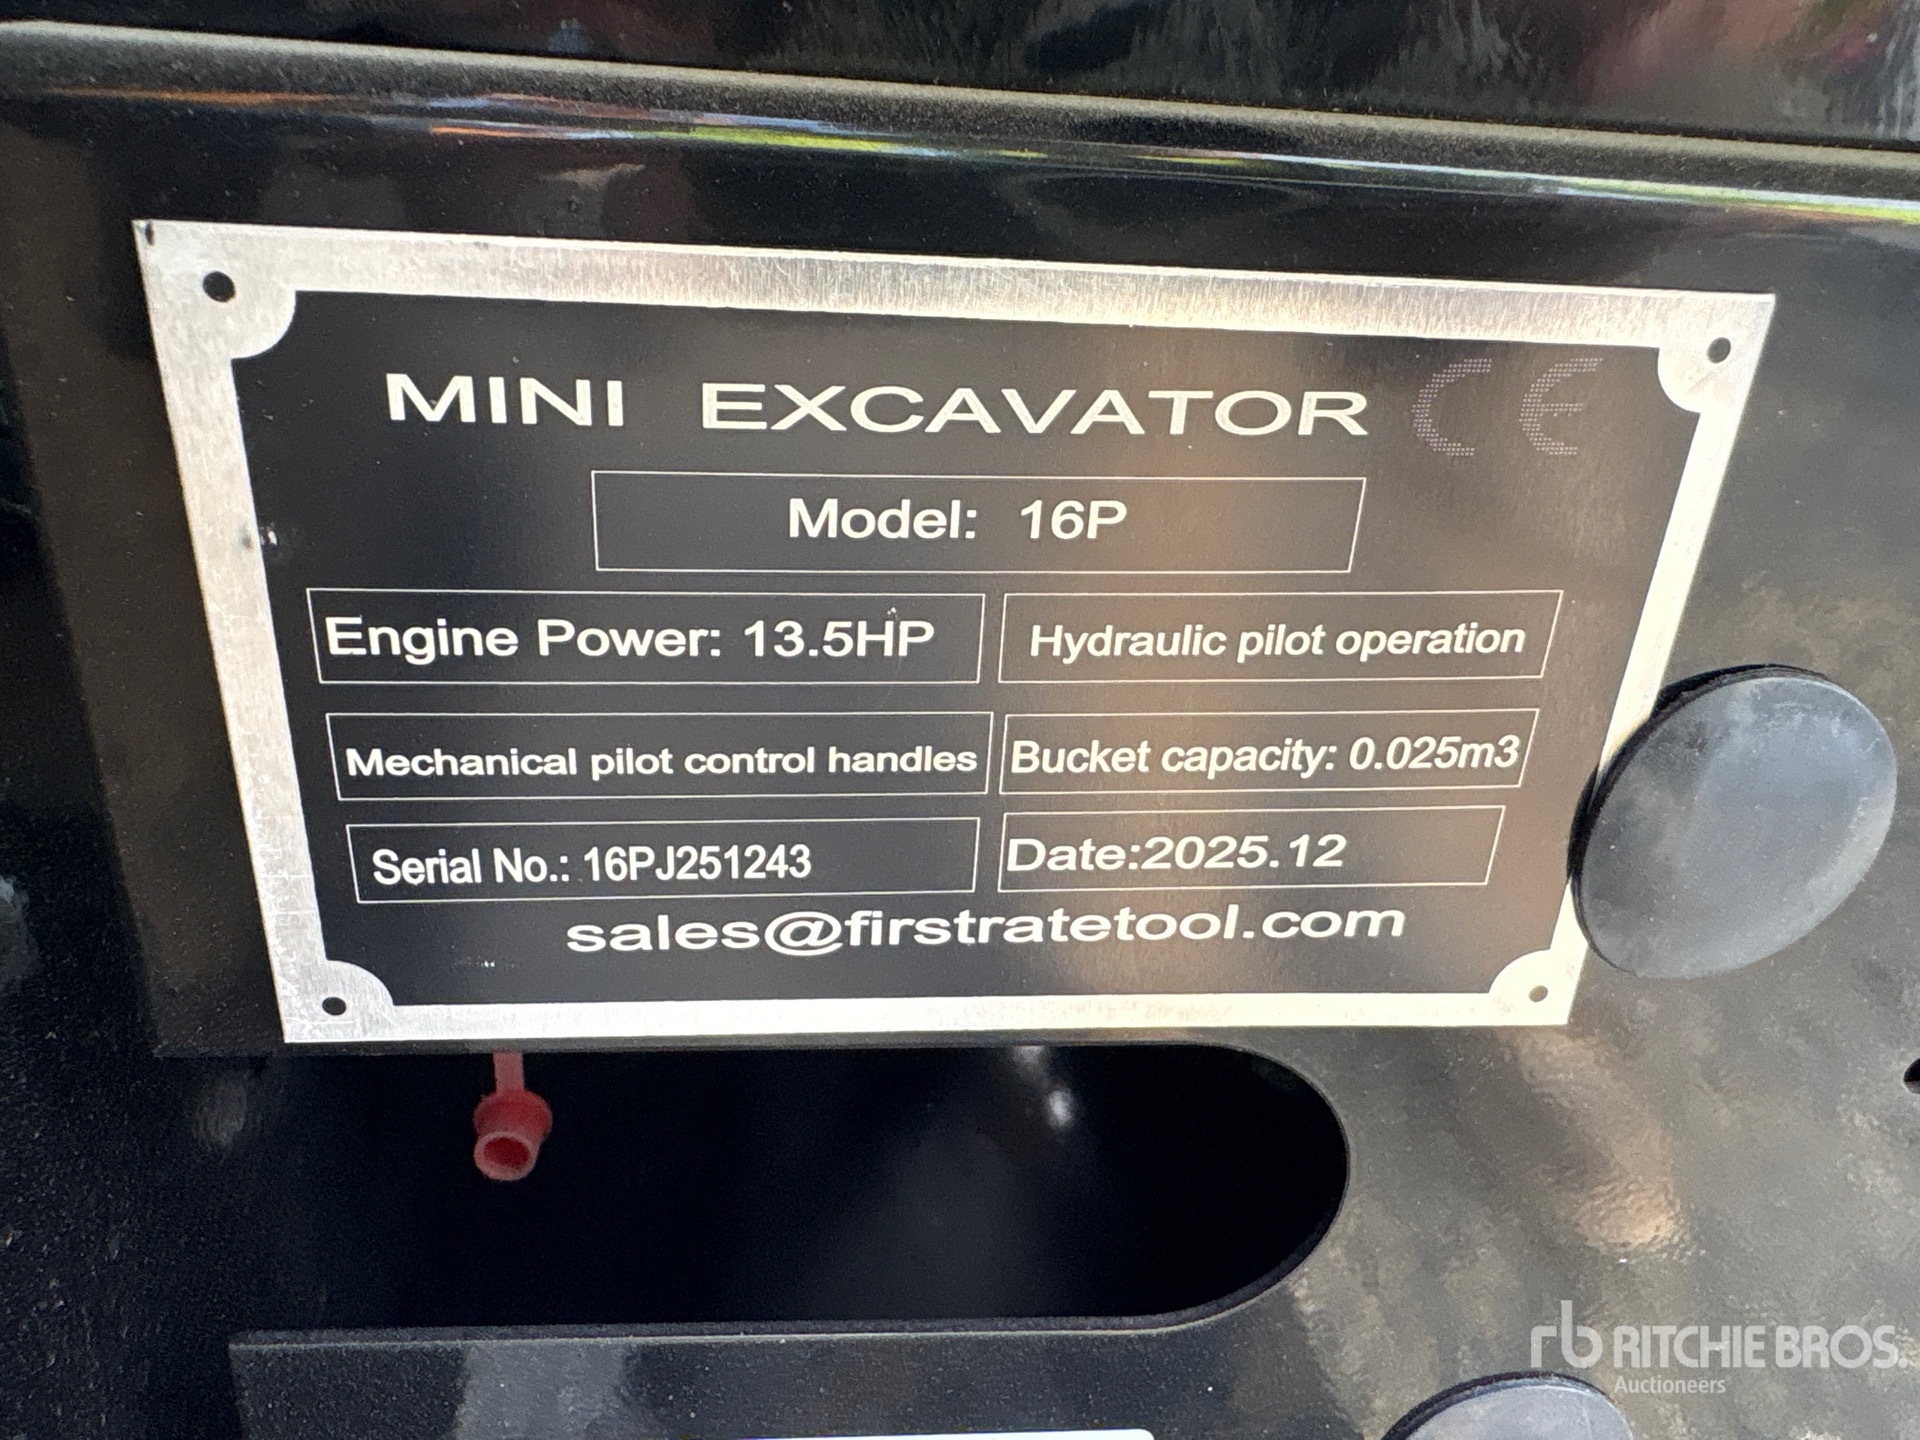 MINI EXCAVATOR CE
Model: 16P
Engine Power: 13.5HP
Hydraulic pilot operation
Mechanical pilot control handles
Bucket capacity: 0.025m3
Serial No.: 16PJ251243
Date:2025.12
sales@firstratetool.com
rb RITCHIE BROS.
Auctioneers